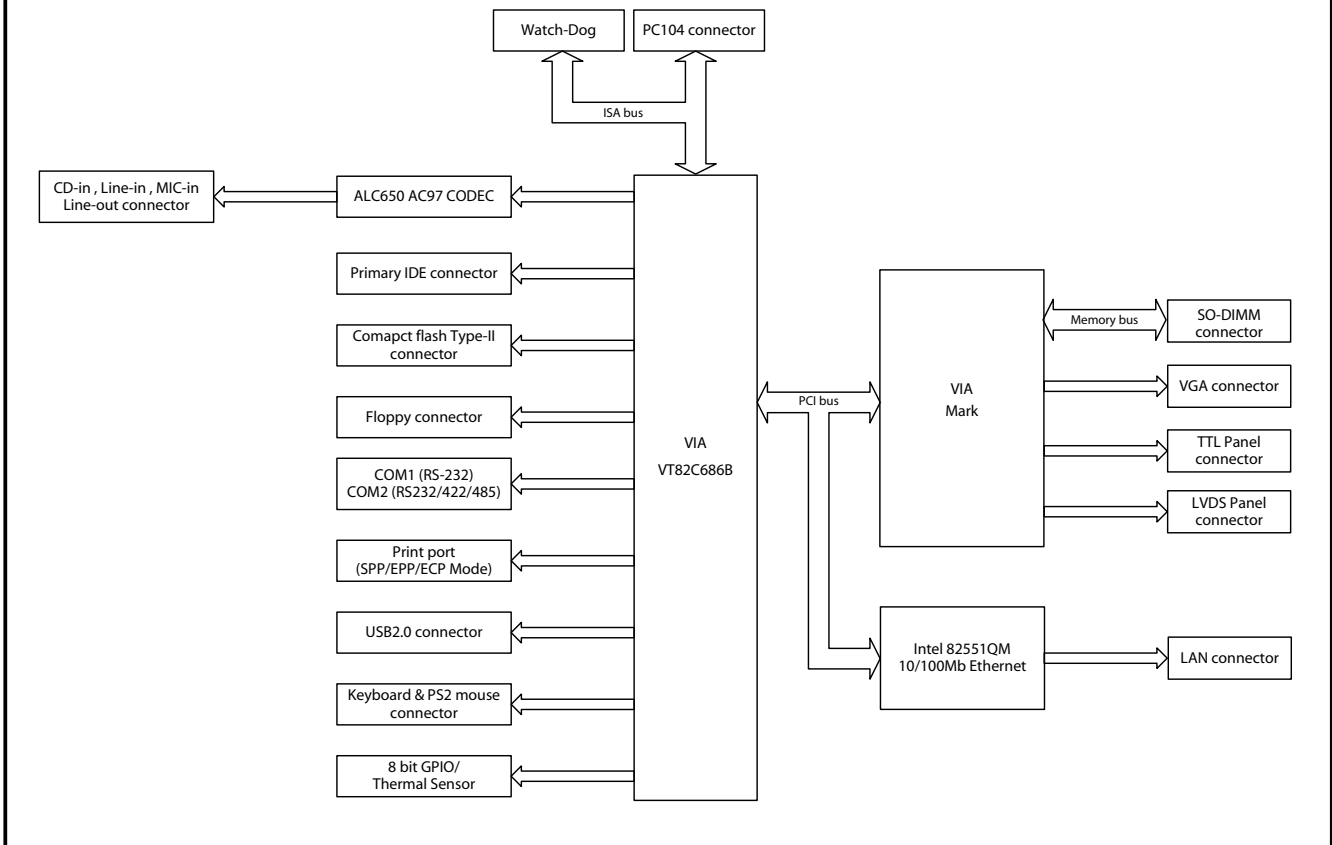 Watch-Dog
PC104 connector
ISA bus
CD-in , Line-in , MIC-in
Line-out connector
ALC650 AC97 CODEC
Primary IDE connector
Comapct flash Type-II
connector
Floppy connector
COM1 (RS-232)
COM2 (RS232/422/485)
Print port
(SPP/EPP/ECP Mode)
USB2.0 connector
Keyboard & PS2 mouse
connector
8 bit GPIO/
Thermal Sensor
VIA
VT82C686B
PCI bus
VIA
Mark
Memory bus
SO-DIMM
connector
VGA connector
TTL Panel
connector
LVDS Panel
connector
Intel 82551QM
10/100Mb Ethernet
LAN connector